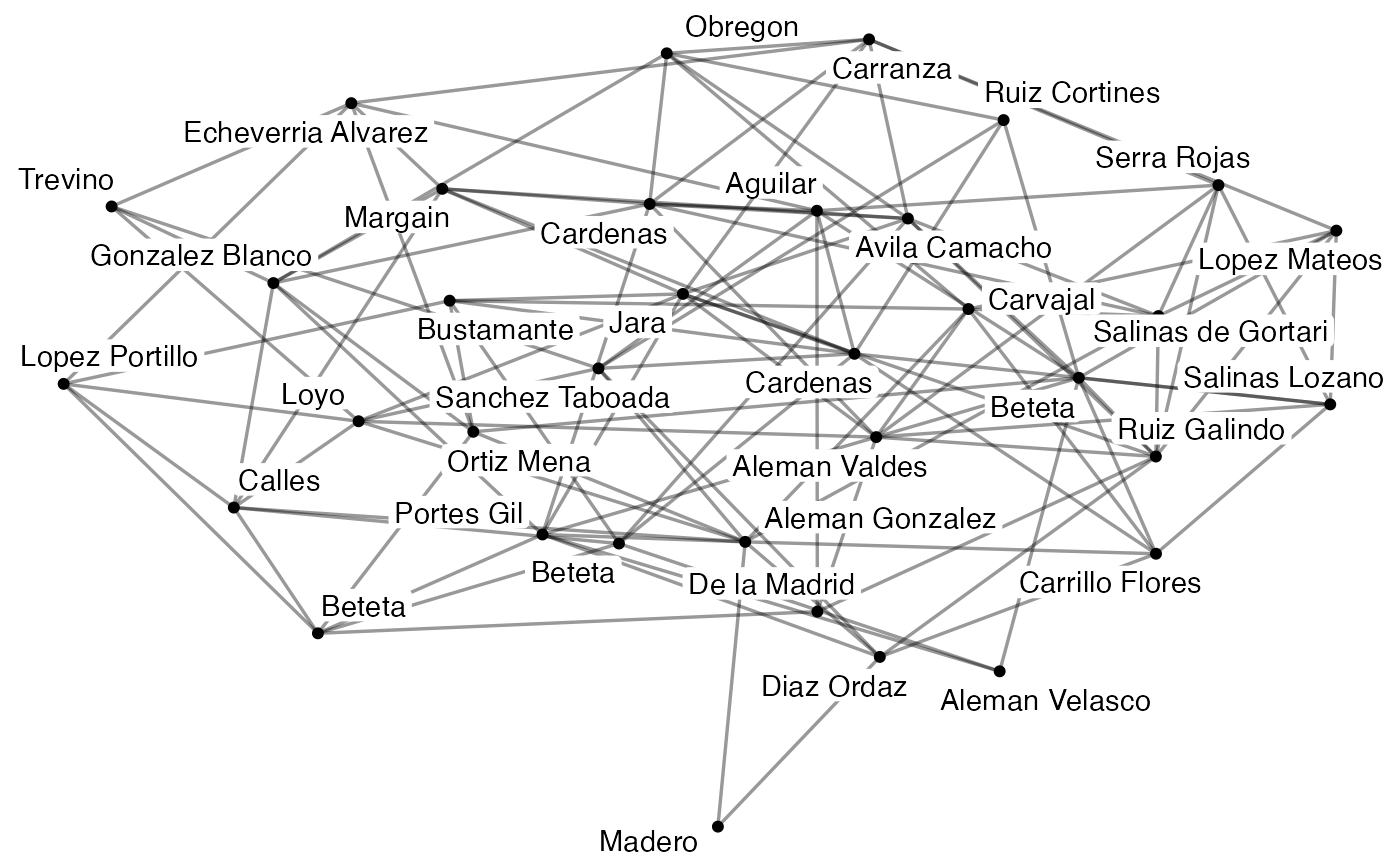 Obregon
Carranza
Ruiz Cortines
Echeverria Alvarez
Serra Rojas
Trevino
Aguilar
Margain
Cardenas
Avila Camacho
Gonzalez Blanco
Lopez Mateos
Carvajal
Bustamante
Jara
Salinas de Gortari
Lopez Portillo
Cardenas
Salinas Lozano
Loyo
Sanchez Taboada
Beteta
Ruiz Galindo
Ortiz Mena
Aleman Valdes
Calles
Portes Gil
Aleman Gonzalez
Beteta
De la Madrid
Carrillo Flores
Beteta
Diaz Ordaz
Aleman Velasco
Madero